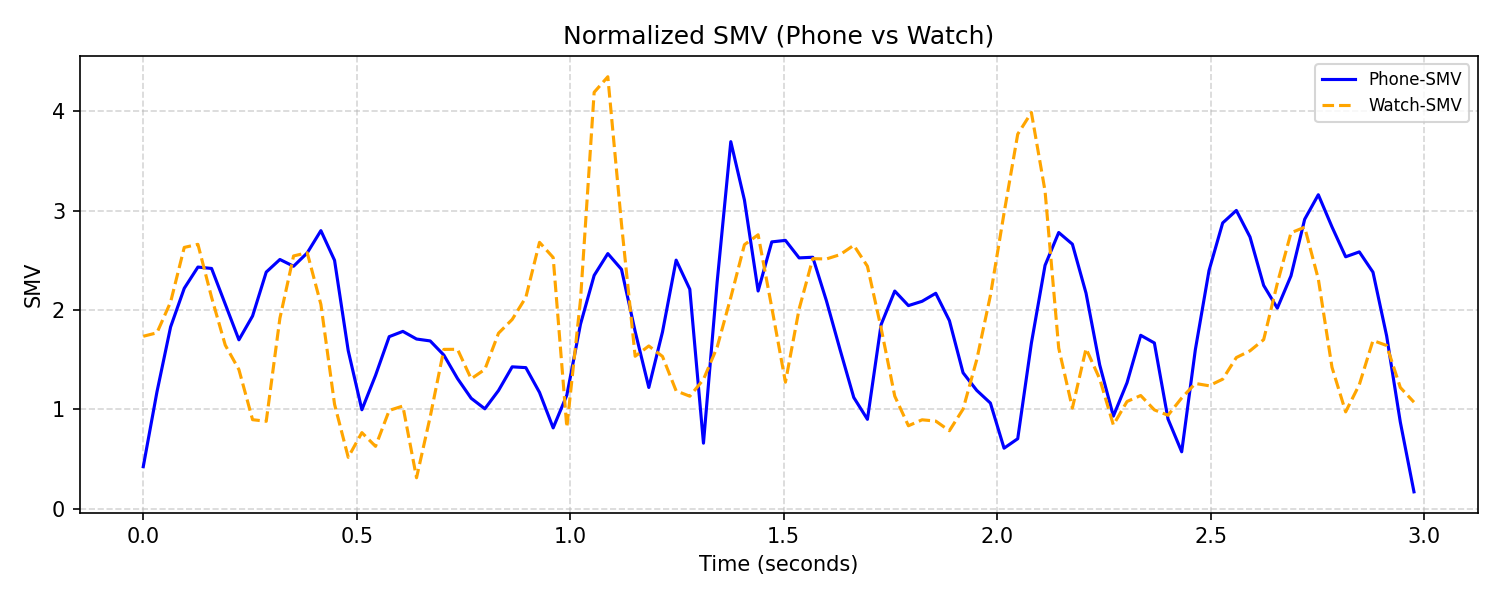 Normalized SMV (Phone vs Watch)
Phone-SMV
Watch-SMV
SMV
4
3
2
1
0
0.0 0.5 1.0 1.5 2.0 2.5 3.0
Time (seconds)